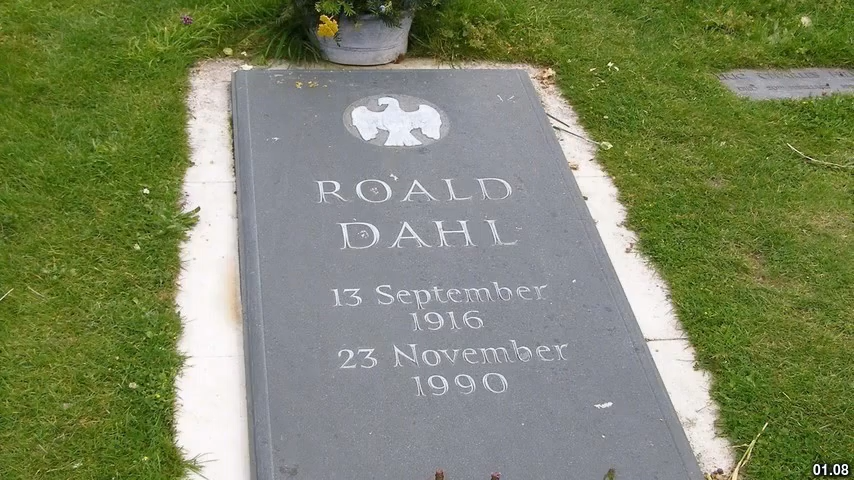 ROALD
DAHL
13 September
1916
23 November
1990
01.08